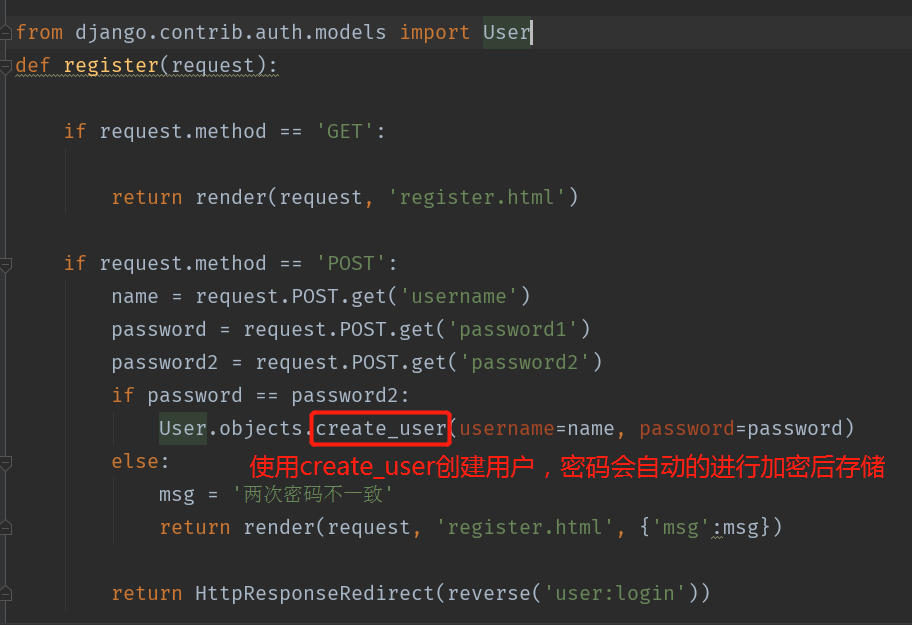 from django.contrib.auth.models import User
def register(request):
if request.method == 'GET':
return render(request, 'register.html')
if request.method == 'POST':
name = request.POST.get('username')
password = request.POST.get('password1')
password2 = request.POST.get('password2')
if password == password2:
User.objects.create_user(username=name, password=password)
else:
使用create_user创建用户，密码会自动的进行加密后存储
msg = '两次密码不一致'
return render(request, 'register.html', {'msg':msg})
return HttpResponseRedirect(reverse('user:login'))